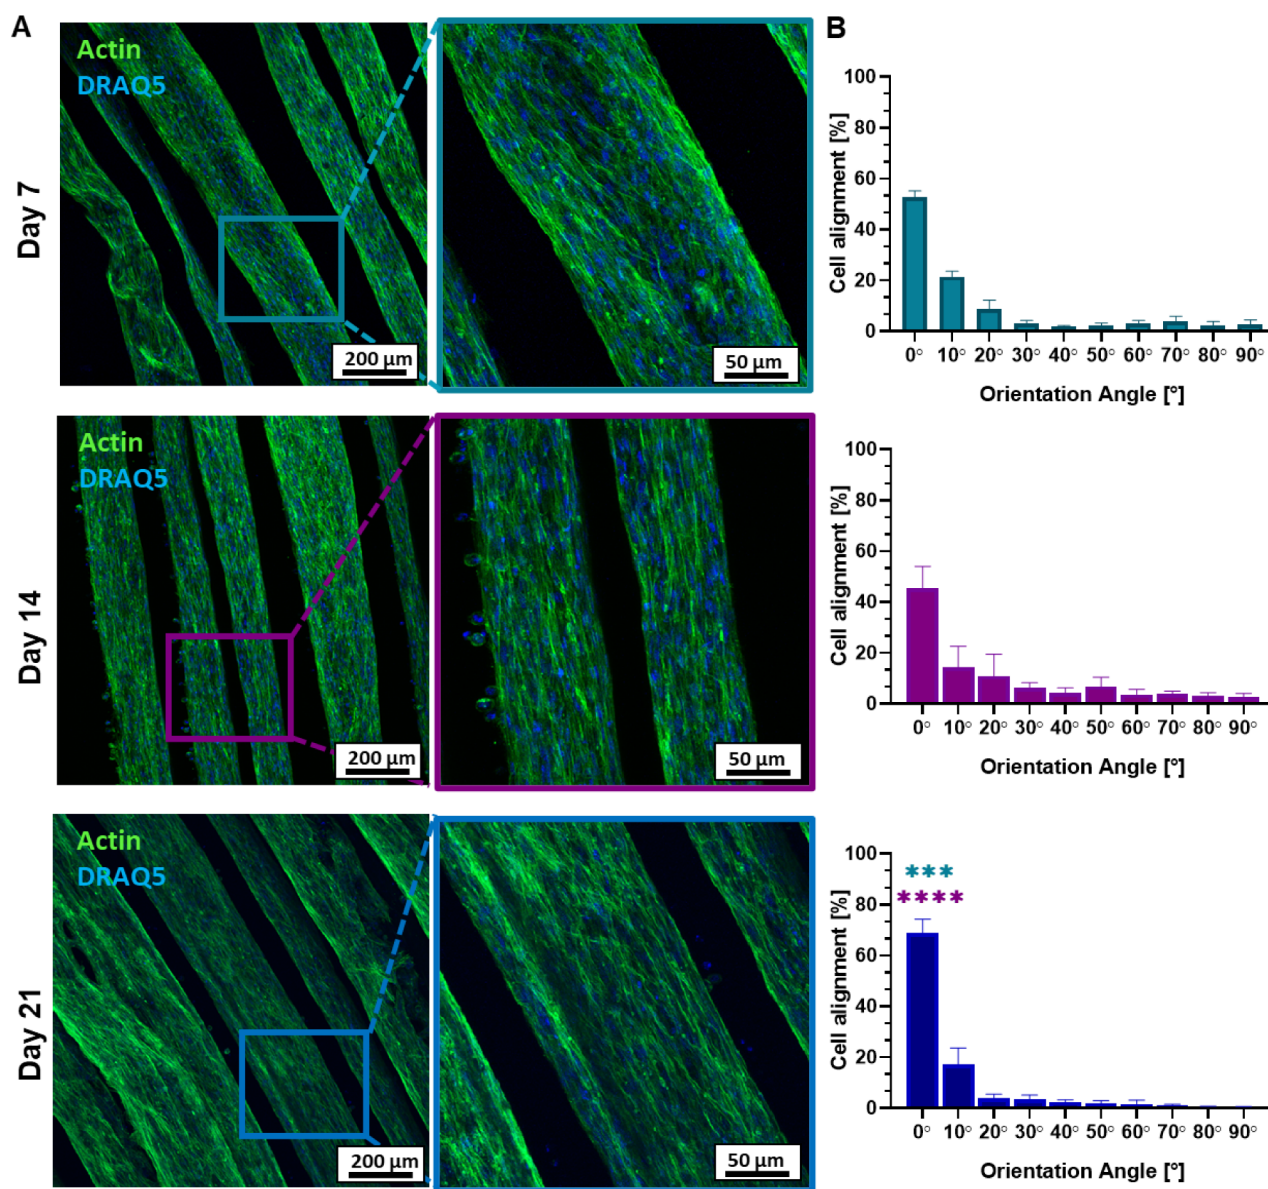 A
B
Day 7
Actin
DRAQ5
200 µm
50 µm
Cell alignment [%]
100
80
60
40
20
0
0° 10° 20° 30° 40° 50° 60° 70° 80° 90°
Orientation Angle [°]
Day 14
Actin
DRAQ5
200 µm
50 µm
Cell alignment [%]
100
80
60
40
20
0
0° 10° 20° 30° 40° 50° 60° 70° 80° 90°
Orientation Angle [°]
Day 21
Actin
DRAQ5
200 µm
50 µm
Cell alignment [%]
100
80
60
40
20
0
***
****
0° 10° 20° 30° 40° 50° 60° 70° 80° 90°
Orientation Angle [°]